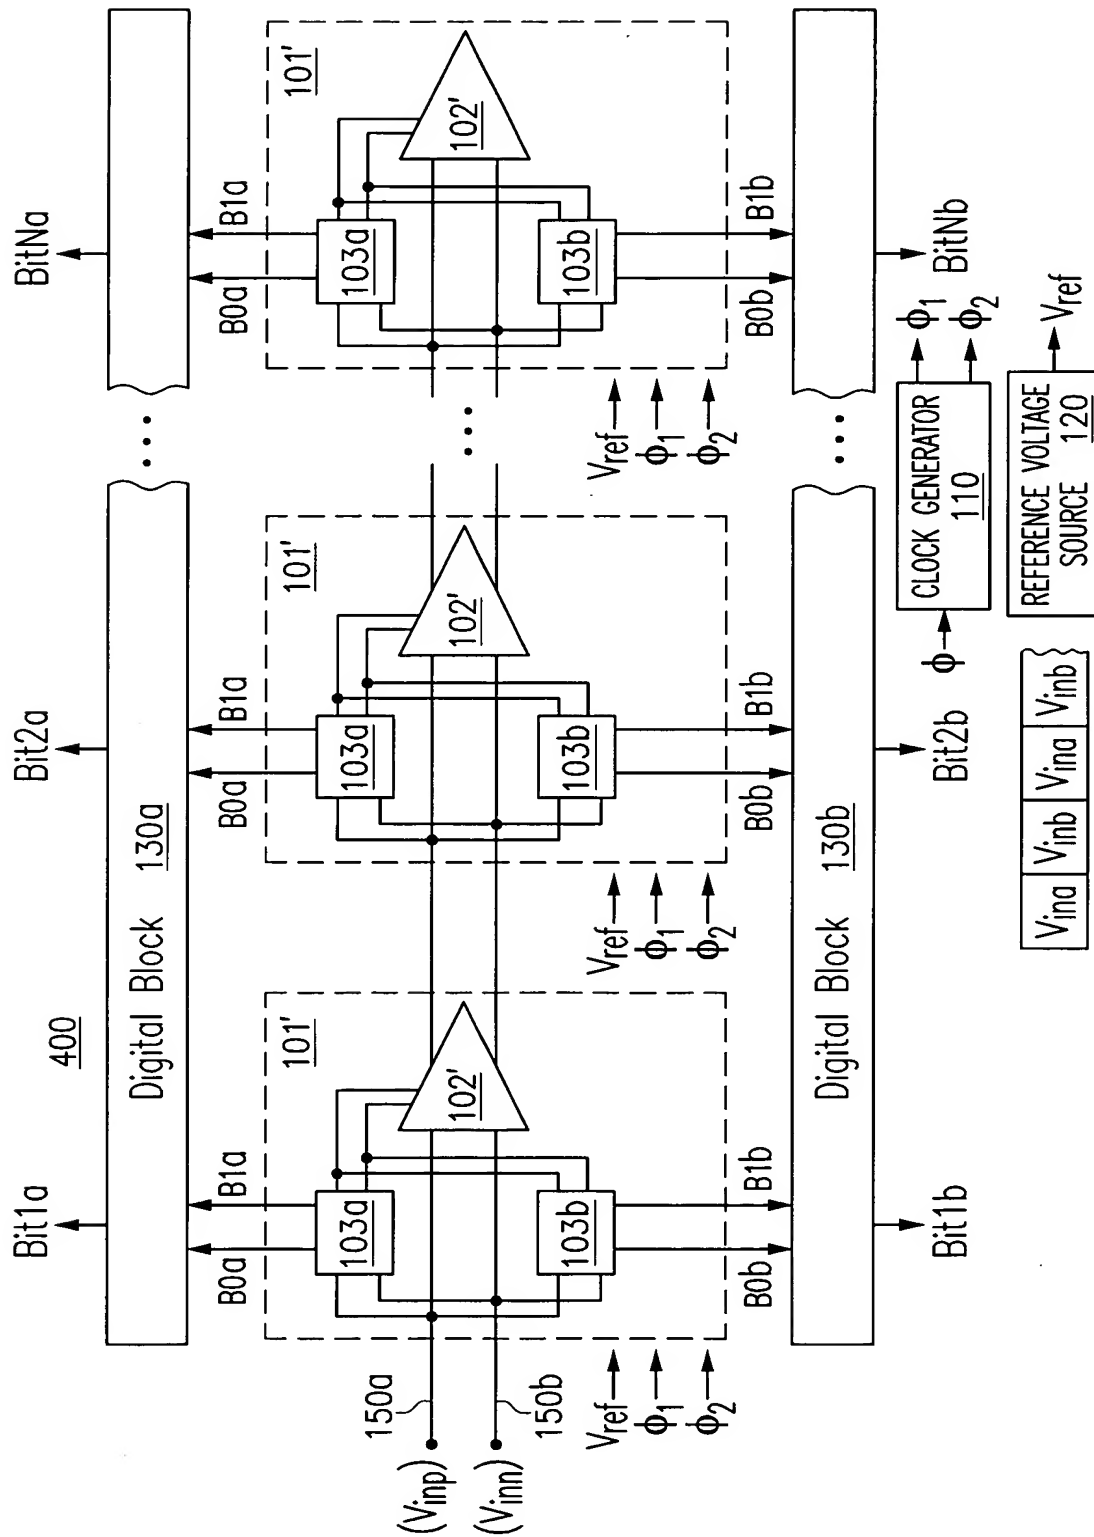 400
Bit1a
Bit2a
BitNa
Digital Block 130a
B0a
B1a
B0a
B1a
B0a
B1a
101'
101'
101'
103a
102'
103a
102'
103a
102'
150a
(Vinp)
150b
(Vinn)
103b
103b
103b
Vref
ϕ1
ϕ2
Vref
ϕ1
ϕ2
Vref
ϕ1
ϕ2
B0b
B1b
B0b
B1b
B0b
B1b
Digital Block 130b
Bit1b
Bit2b
BitNb
ϕ
CLOCK GENERATOR
110
ϕ1
ϕ2
Vina Vinb Vina Vinb
REFERENCE VOLTAGE
SOURCE 120
Vref